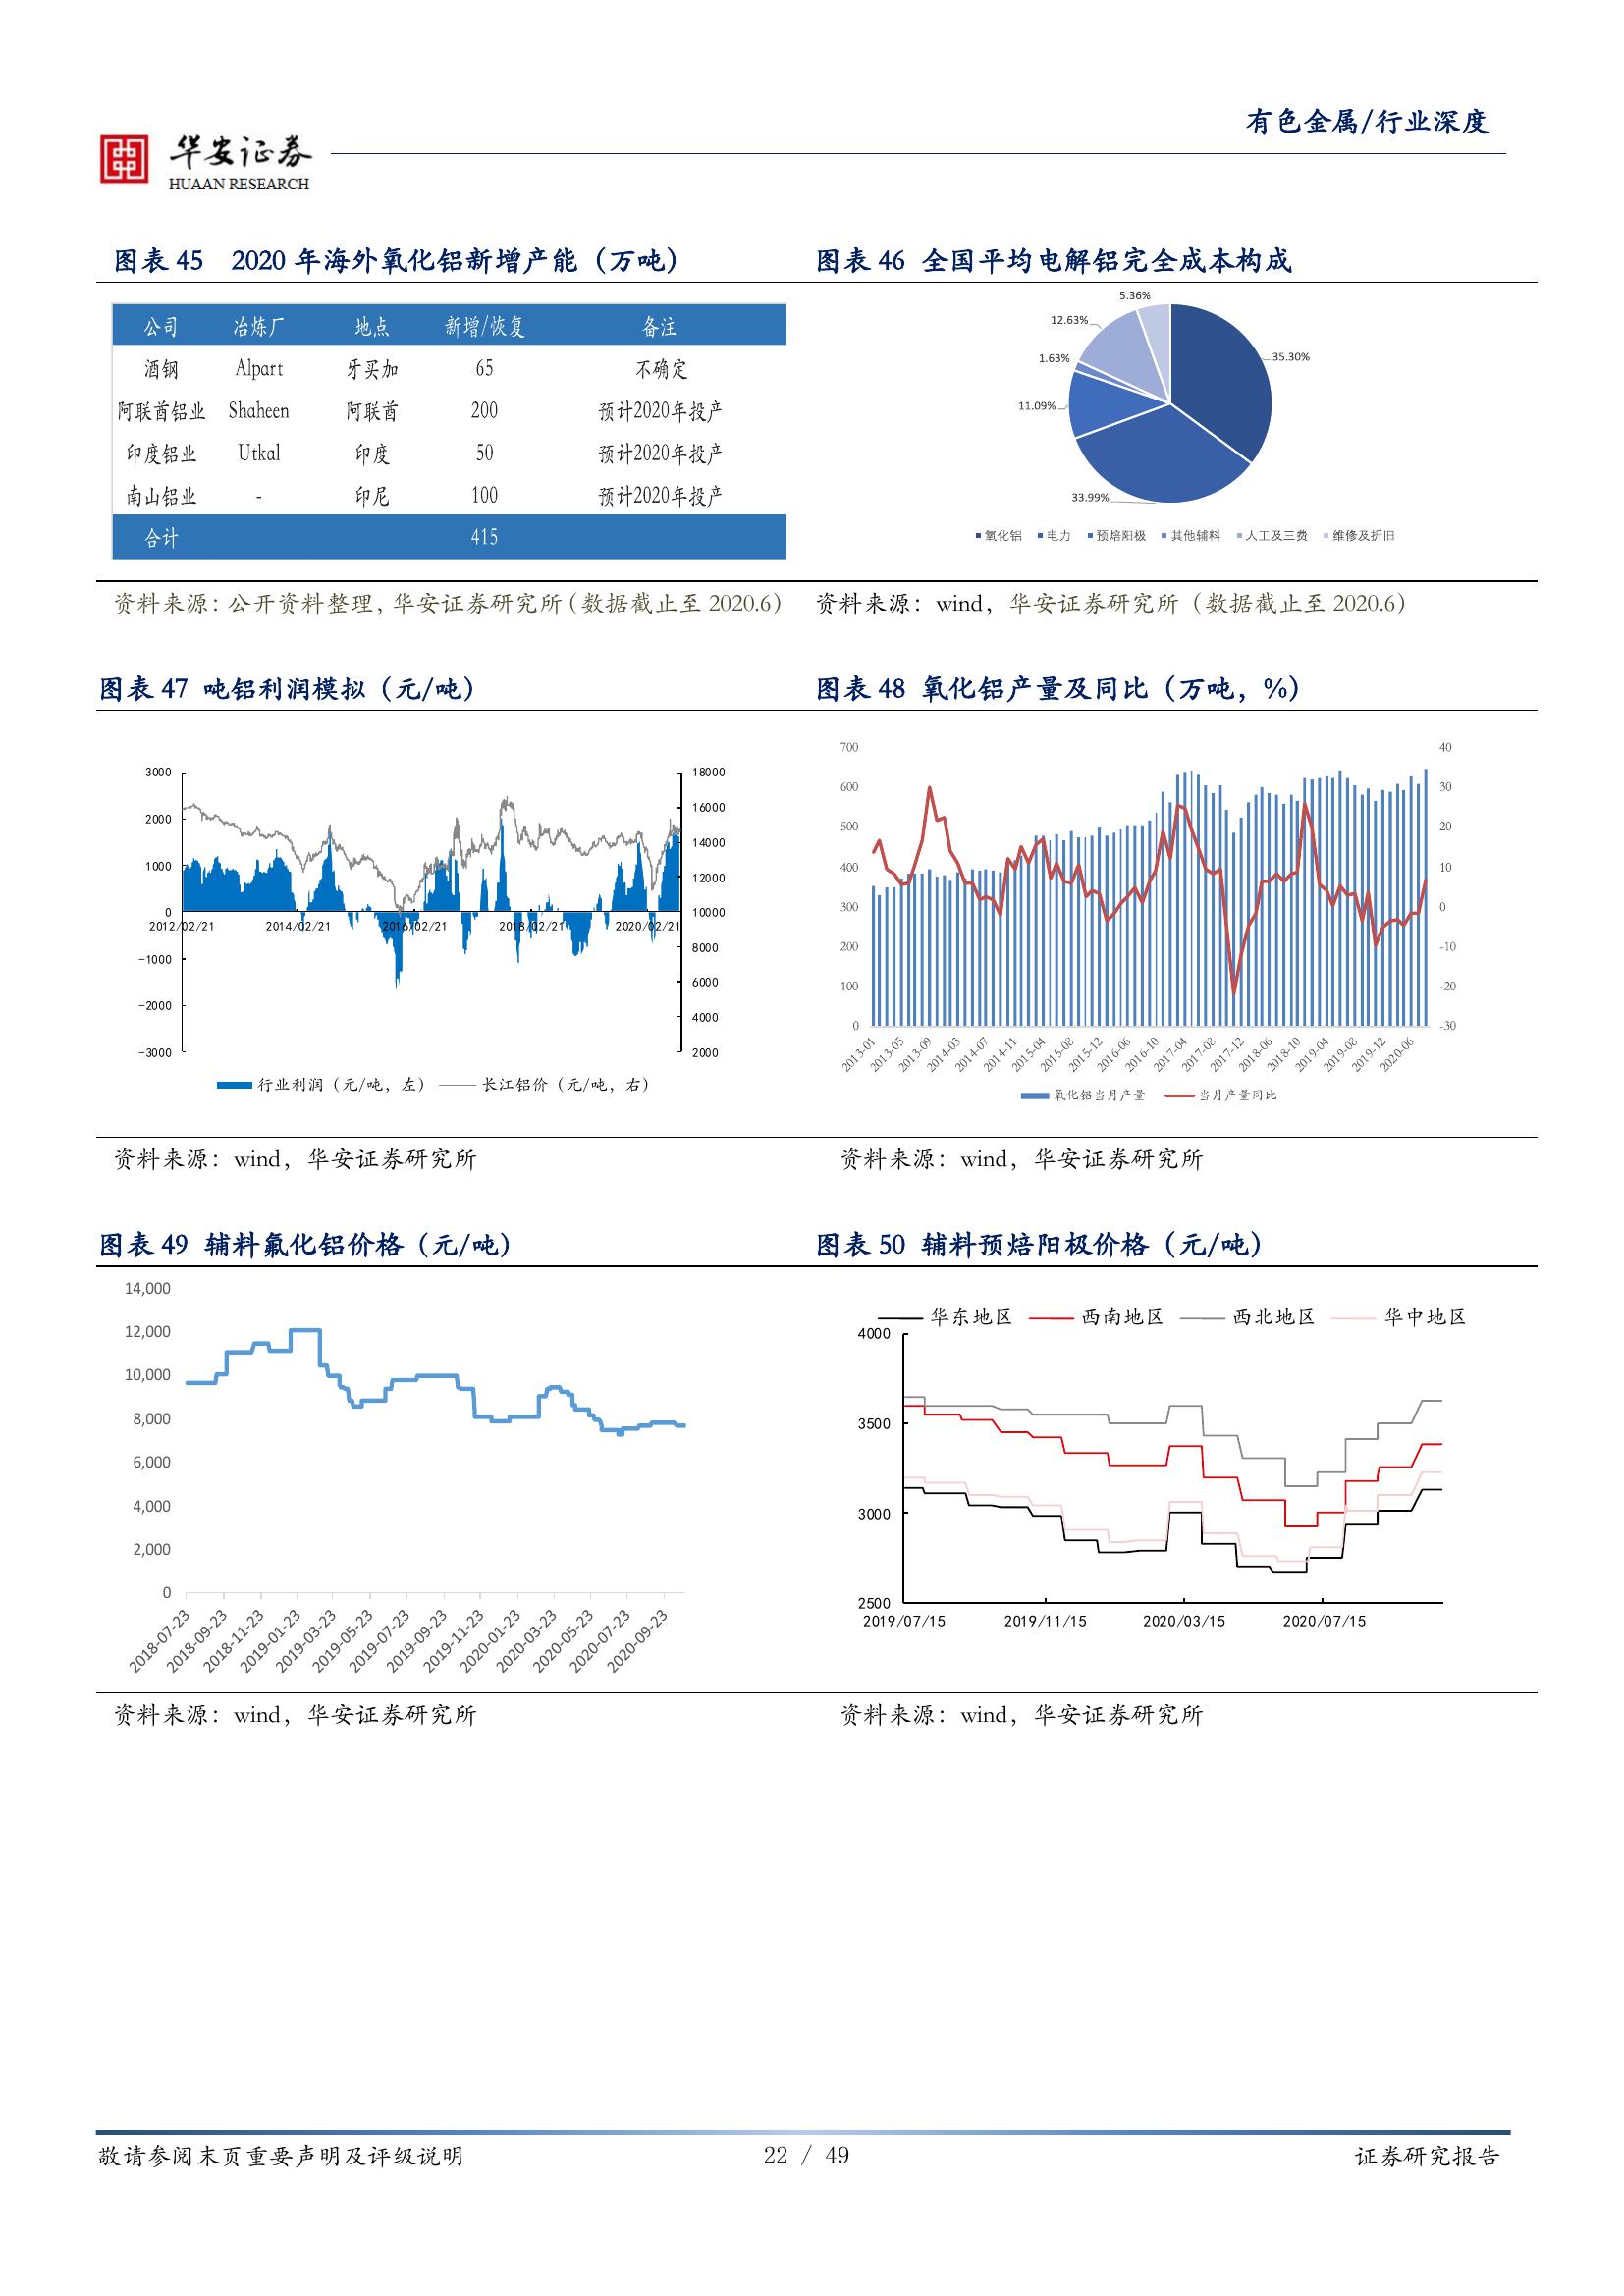 有色金属/行业深度
华安证券
HUAAN RESEARCH
图表 45 2020 年海外氧化铝新增产能（万吨）
公司 冶炼厂 地点 新增/恢复 备注
酒钢 Alpart 牙买加 65 不确定
阿联酋铝业 Shaheen 阿联酋 200 预计2020年投产
印度铝业 Utkal 印度 50 预计2020年投产
南山铝业 - 印尼 100 预计2020年投产
合计 415
资料来源：公开资料整理，华安证券研究所（数据截止至 2020.6）
图表 46 全国平均电解铝完全成本构成
5.36%
12.63%
1.63%
35.30%
11.09%
33.99%
氧化铝 电力 预焙阳极 其他辅料 人工及三费 维修及折旧
资料来源：wind，华安证券研究所（数据截止至 2020.6）
图表 47 吨铝利润模拟（元/吨）
3000 18000
2000 16000
14000
1000
12000
0 10000
2012/02/21 2014/02/21 2016/02/21 2018/02/21 2020/02/21
8000
-1000
6000
-2000
4000
-3000 2000
行业利润（元/吨，左） 长江铝价（元/吨，右）
资料来源：wind，华安证券研究所
图表 48 氧化铝产量及同比（万吨，%）
700 40
600 30
500 20
400 10
300 0
200 -10
100 -20
0 -30
2013-01 2013-05 2013-09 2014-03 2014-07 2014-11 2015-04 2015-08 2015-12 2016-06 2016-10 2017-04 2017-08 2017-12 2018-06 2018-10 2019-04 2019-08 2019-12 2020-06
氧化铝当月产量 当月产量同比
资料来源：wind，华安证券研究所
图表 49 辅料氟化铝价格（元/吨）
14,000
12,000
10,000
8,000
6,000
4,000
2,000
0
2018-07-23 2018-09-23 2018-11-23 2019-01-23 2019-03-23 2019-05-23 2019-07-23 2019-09-23 2019-11-23 2020-01-23 2020-03-23 2020-05-23 2020-07-23 2020-09-23
资料来源：wind，华安证券研究所
图表 50 辅料预焙阳极价格（元/吨）
华东地区 西南地区 西北地区 华中地区
4000
3500
3000
2500
2019/07/15 2019/11/15 2020/03/15 2020/07/15
资料来源：wind，华安证券研究所
敬请参阅末页重要声明及评级说明 22 / 49 证券研究报告